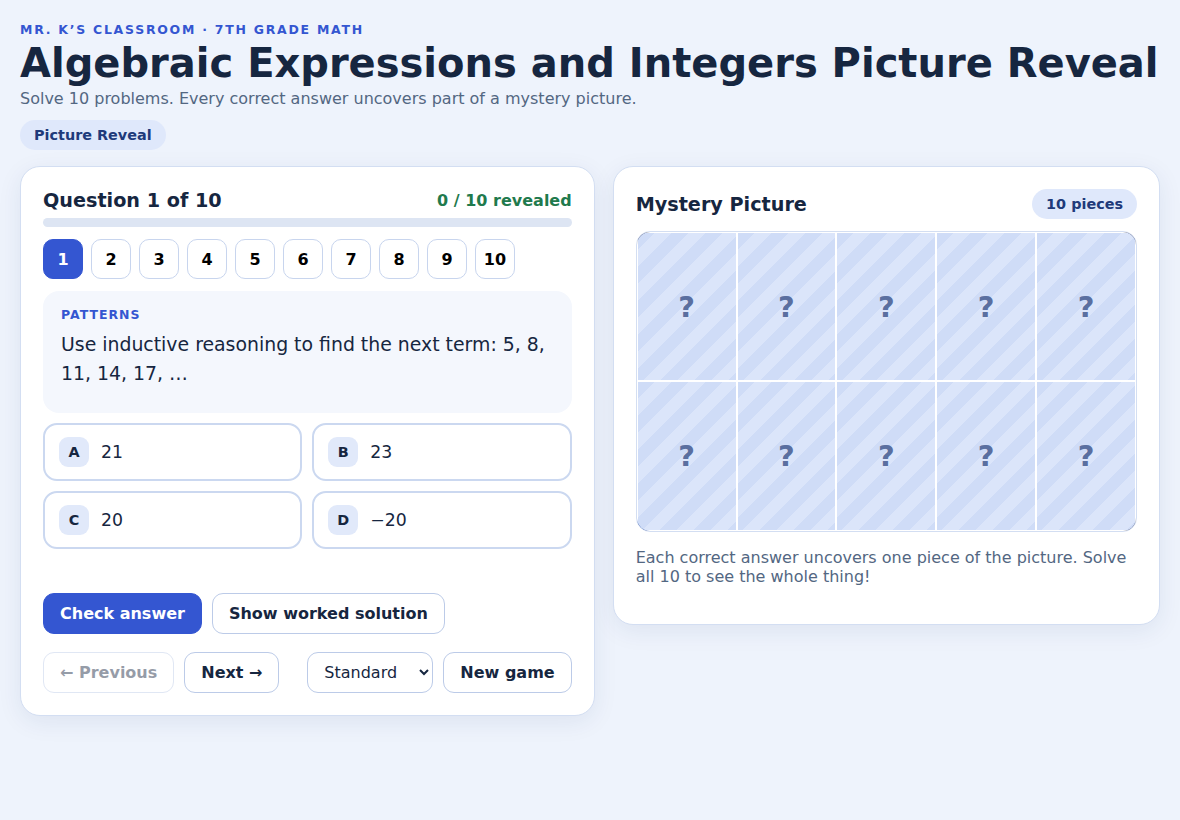 MR. K’S CLASSROOM · 7TH GRADE MATH
Algebraic Expressions and Integers Picture Reveal
Solve 10 problems. Every correct answer uncovers part of a mystery picture.
Picture Reveal
Question 1 of 10
0 / 10 revealed
1 2 3 4 5 6 7 8 9 10
PATTERNS
Use inductive reasoning to find the next term: 5, 8,
11, 14, 17, …
A 21
B 23
C 20
D −20
Check answer
Show worked solution
← Previous
Next →
Standard
New game
Mystery Picture
10 pieces
? ? ? ? ?
? ? ? ? ?
Each correct answer uncovers one piece of the picture. Solve
all 10 to see the whole thing!